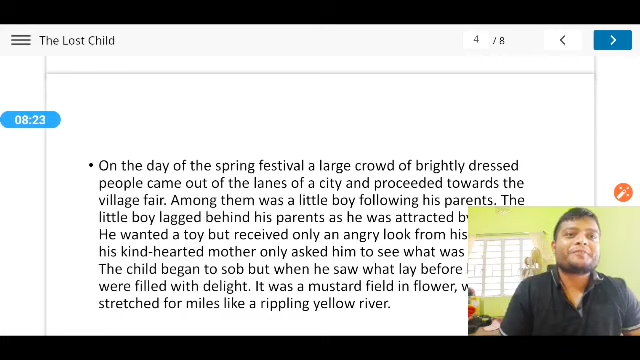 The Lost Child
4 / 8
08:23
• On the day of the spring festival a large crowd of brightly dressed
people came out of the lanes of a city and proceeded towards the
village fair. Among them was a little boy following his parents. The
little boy lagged behind his parents as he was attracted
He wanted a toy but received only an angry look from his
his kind-hearted mother only asked him to see what was
The child began to sob but when he saw what lay before
were filled with delight. It was a mustard field in flower,
stretched for miles like a rippling yellow river.